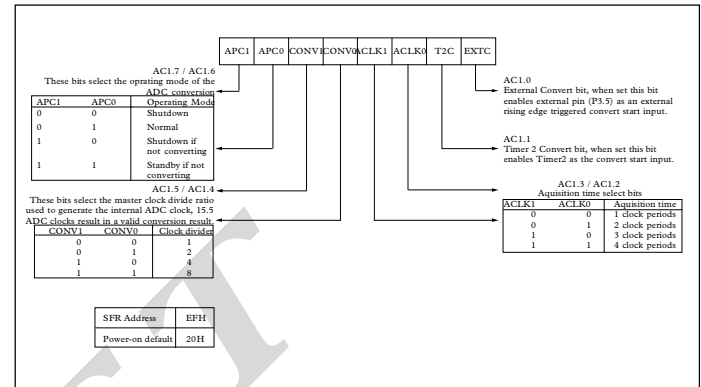 APC1 APC0 CONV1 CONV0 ACLK1 ACLK0 T2C EXTC
AC1.7 / AC1.6
These bits select the oprating mode of the
ADC conversion
APC1 APC0 Operating Mode
0 0 Shutdown
0 1 Normal
1 0 Shutdown if
not converting
1 1 Standby if not
converting
AC1.5 / AC1.4
These bits select the master clock divide ratio
used to generate the internal ADC clock, 15.5
ADC clocks result in a valid conversion result.
CONV1 CONV0 Clock divider
0 0 1
0 1 2
1 0 4
1 1 8
AC1.0
External Convert bit, when set this bit
enables external pin (P3.5) as an external
rising edge triggered convert start input.
AC1.1
Timer 2 Convert bit, when set this bit
enables Timer2 as the convert start input.
AC1.3 / AC1.2
Aquisition time select bits
ACLK1 ACLK0 Aquisition time
0 0 1 clock periods
0 1 2 clock periods
1 0 3 clock periods
1 1 4 clock periods
SFR Address EFH
Power-on default 20H